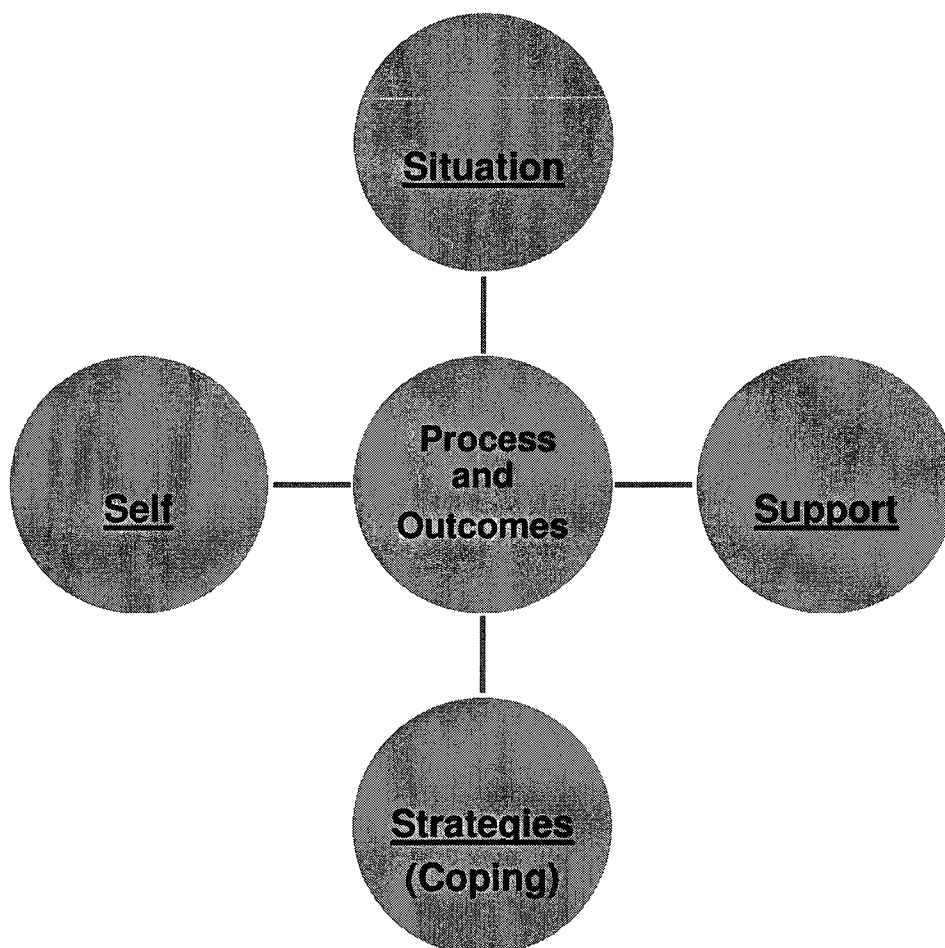 Situation
Self
Process
and
Outcomes
Support
Strategies
(Coping)